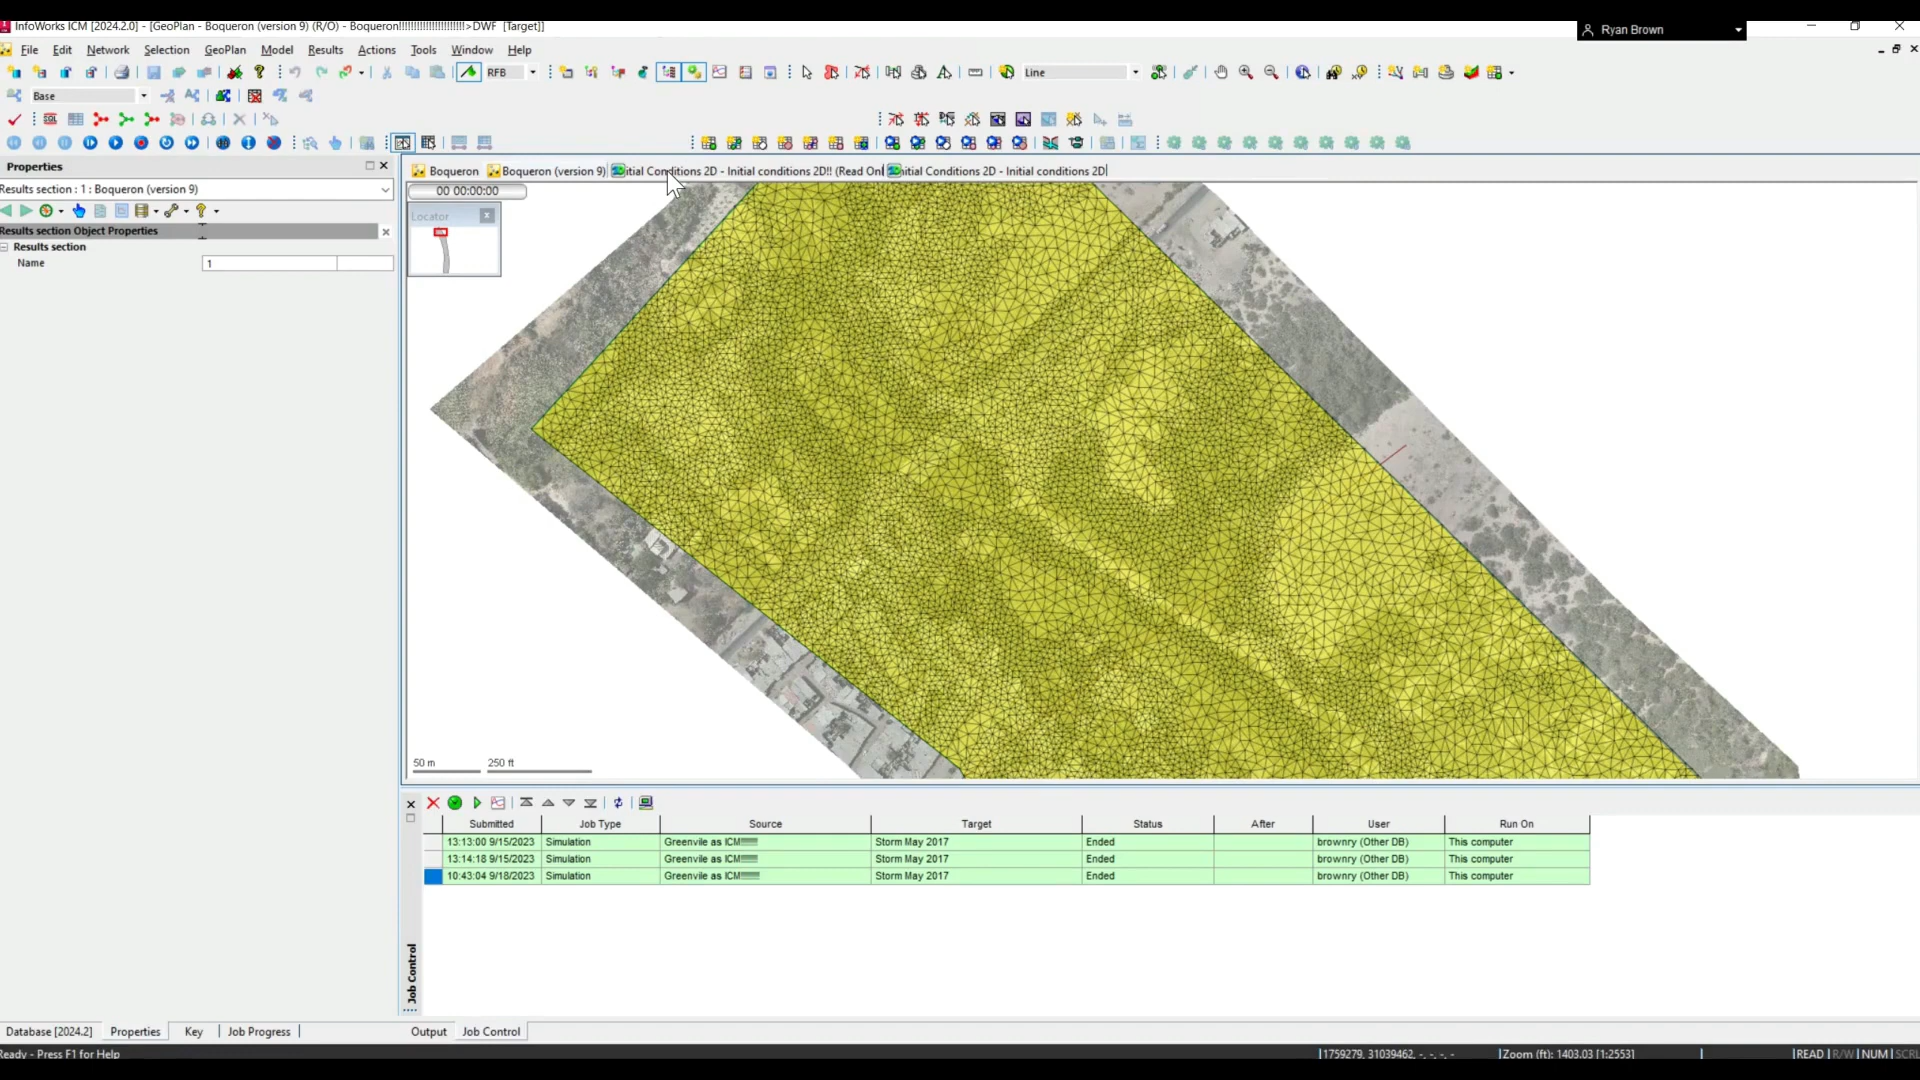 InfoWorks ICM [2024.2.0] - [GeoPlan - Boqueron (version 9) (R/O) - Boqueron!!!!!!!!!!!!!!!!!!!!!!>DWF [Target]]
Ryan Brown
File Edit Network Selection GeoPlan Model Results Actions Tools Window Help
RFB
Line
Base
Properties
Results section : 1 : Boqueron (version 9)
Results section Object Properties
Results section
Name 1
Boqueron
Boqueron (version 9)
itial Conditions 2D - Initial conditions 2D!! (Read Onl
nitial Conditions 2D - Initial conditions 2D
00 00:00:00
Locator
50 m
250 ft
Submitted Job Type Source Target Status After User Run On
13:13:00 9/15/2023 Simulation Greenvile as ICM!!!!!!!! Storm May 2017 Ended brownry (Other DB) This computer
13:14:18 9/15/2023 Simulation Greenvile as ICM!!!!!!!! Storm May 2017 Ended brownry (Other DB) This computer
10:43:04 9/18/2023 Simulation Greenvile as ICM!!!!!!!!! Storm May 2017 Ended brownry (Other DB) This computer
Job Control
Database [2024.2] Properties Key Job Progress
Output Job Control
Ready - Press F1 for Help
1759279, 31039462, -, -, -, -
Zoom (ft): 1403.03 [1:2553]
READ R/W NUM SCRL